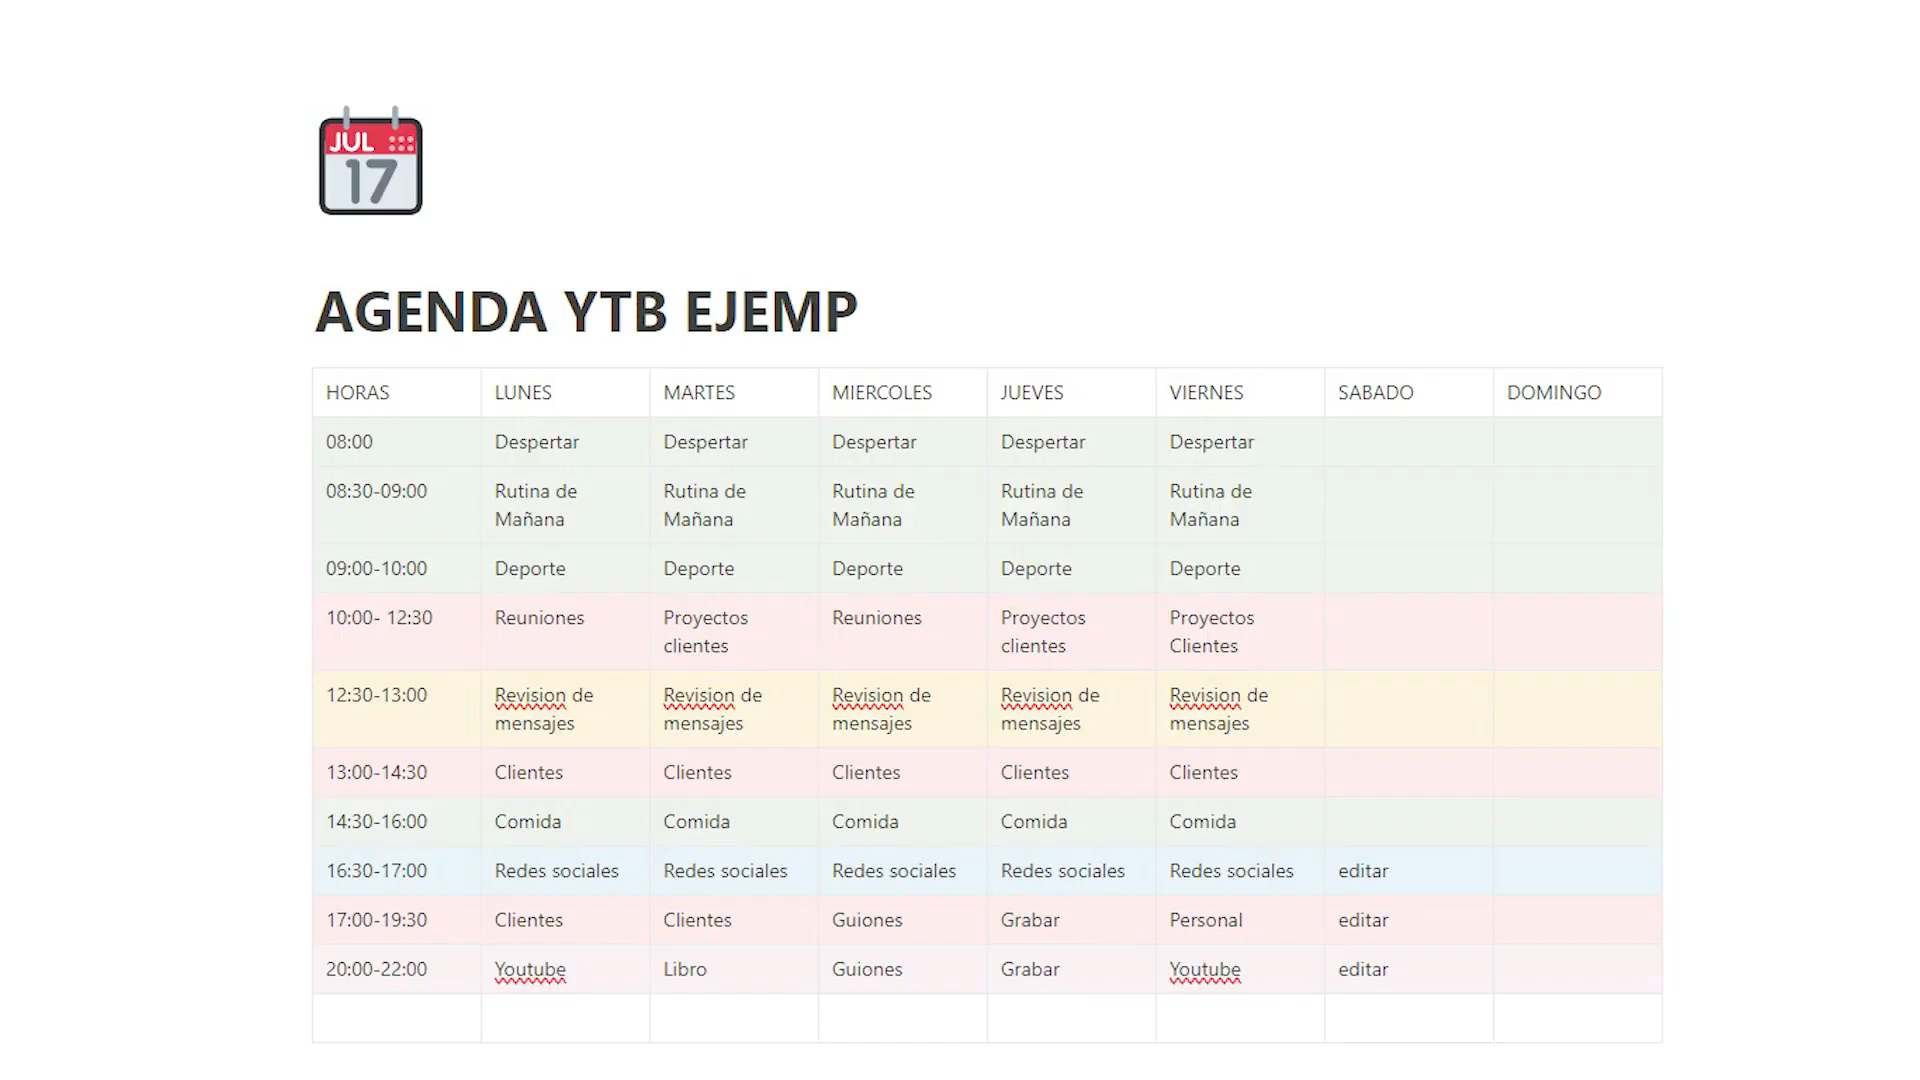 JUL
17
AGENDA YTB EJEMP
HORAS LUNES MARTES MIERCOLES JUEVES VIERNES SABADO DOMINGO
08:00 Despertar Despertar Despertar Despertar Despertar
08:30-09:00 Rutina de Rutina de Rutina de Rutina de Rutina de
Mañana Mañana Mañana Mañana Mañana
09:00-10:00 Deporte Deporte Deporte Deporte Deporte
10:00- 12:30 Reuniones Proyectos Reuniones Proyectos Proyectos
clientes clientes Clientes
12:30-13:00 Revision de Revision de Revision de Revision de Revision de
mensajes mensajes mensajes mensajes mensajes
13:00-14:30 Clientes Clientes Clientes Clientes Clientes
14:30-16:00 Comida Comida Comida Comida Comida
16:30-17:00 Redes sociales Redes sociales Redes sociales Redes sociales Redes sociales editar
17:00-19:30 Clientes Clientes Guiones Grabar Personal editar
20:00-22:00 Youtube Libro Guiones Grabar Youtube editar